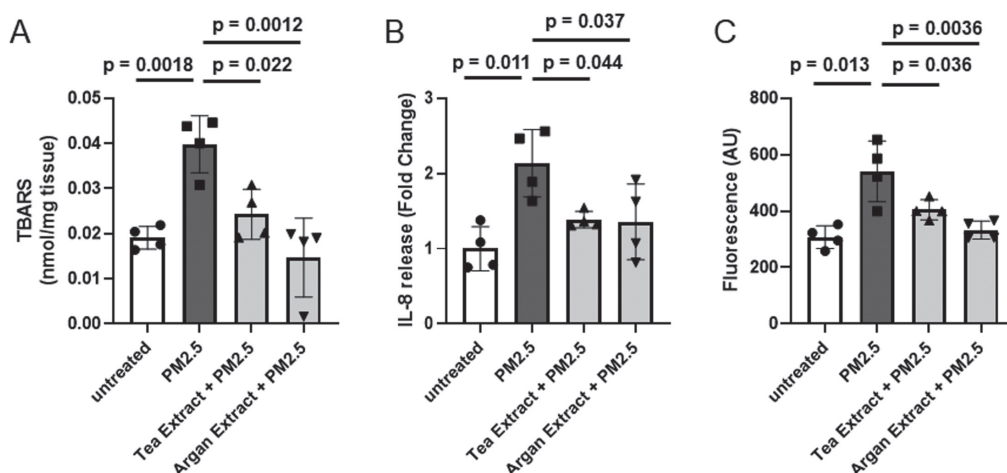 A
p = 0.0012
p = 0.0018
p = 0.022
TBARS
(nmol/mg tissue)
0.05
0.04
0.03
0.02
0.01
0.00
untreated
PM2.5
Tea Extract + PM2.5
Argan Extract + PM2.5
B
p = 0.037
p = 0.011
p = 0.044
IL-8 release (Fold Change)
3
2
1
0
untreated
PM2.5
Tea Extract + PM2.5
Argan Extract + PM2.5
C
p = 0.0036
p = 0.013
p = 0.036
Fluorescence (AU)
800
600
400
200
0
untreated
PM2.5
Tea Extract + PM2.5
Argan Extract + PM2.5